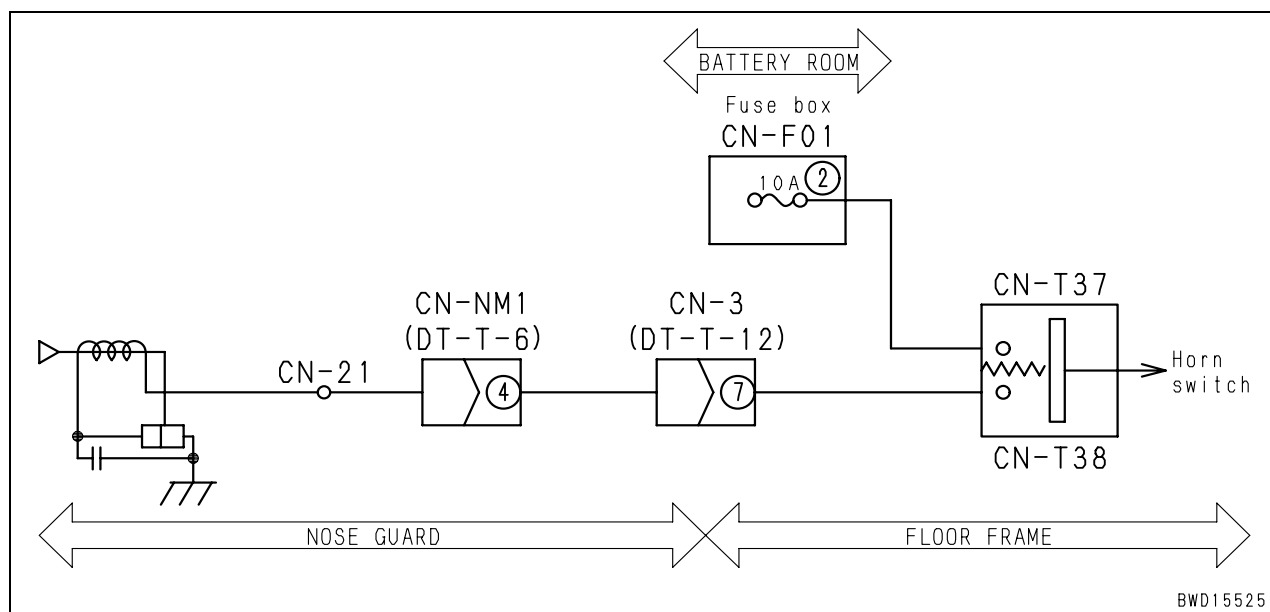 BATTERY ROOM
Fuse box
CN-F01
10A 2
CN-T37
CN-NM1
(DT-T-6)
CN-3
(DT-T-12)
CN-21
4
7
Horn
switch
CN-T38
NOSE GUARD
FLOOR FRAME
BWD15525